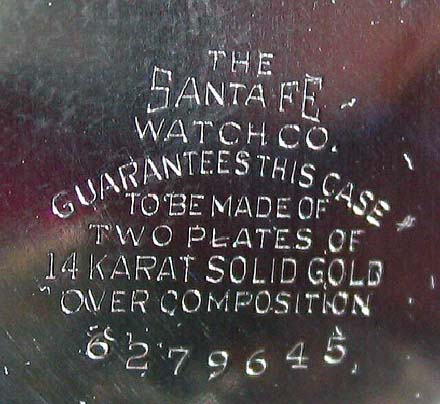 THE
SANTA FE
WATCH CO.
GUARANTEES THIS CASE
TO BE MADE OF
TWO PLATES OF
14 KARAT SOLID GOLD
OVER COMPOSITION
6279645